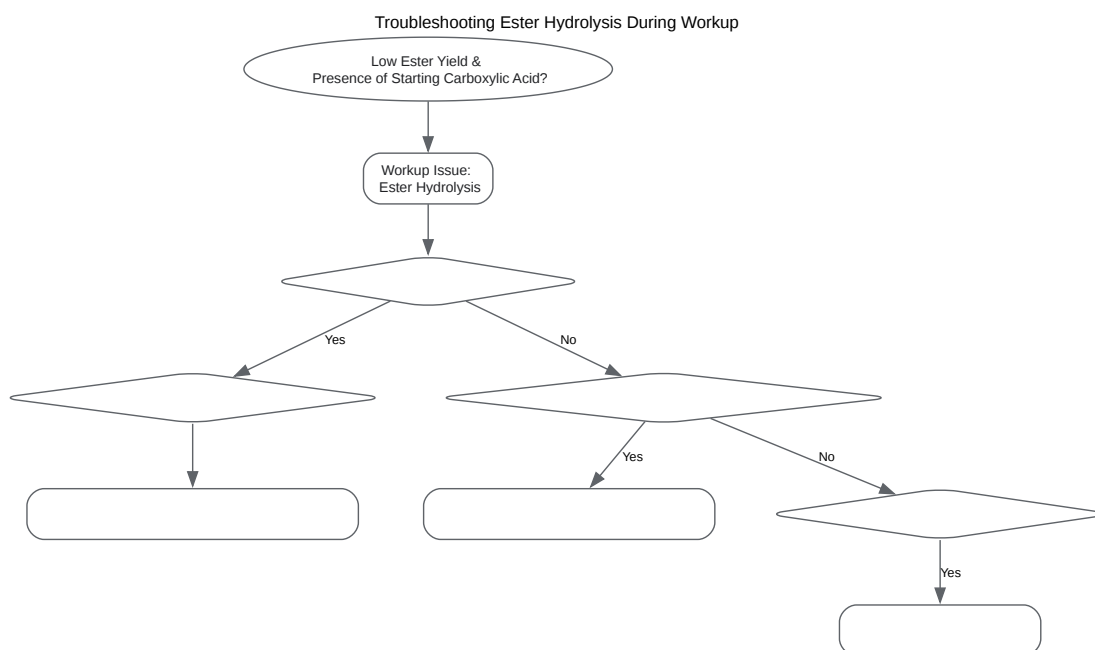 Troubleshooting Ester Hydrolysis During Workup
Low Ester Yield &
Presence of Starting Carboxylic Acid?
Workup Issue:
Ester Hydrolysis
Yes
No
Yes
No
Yes